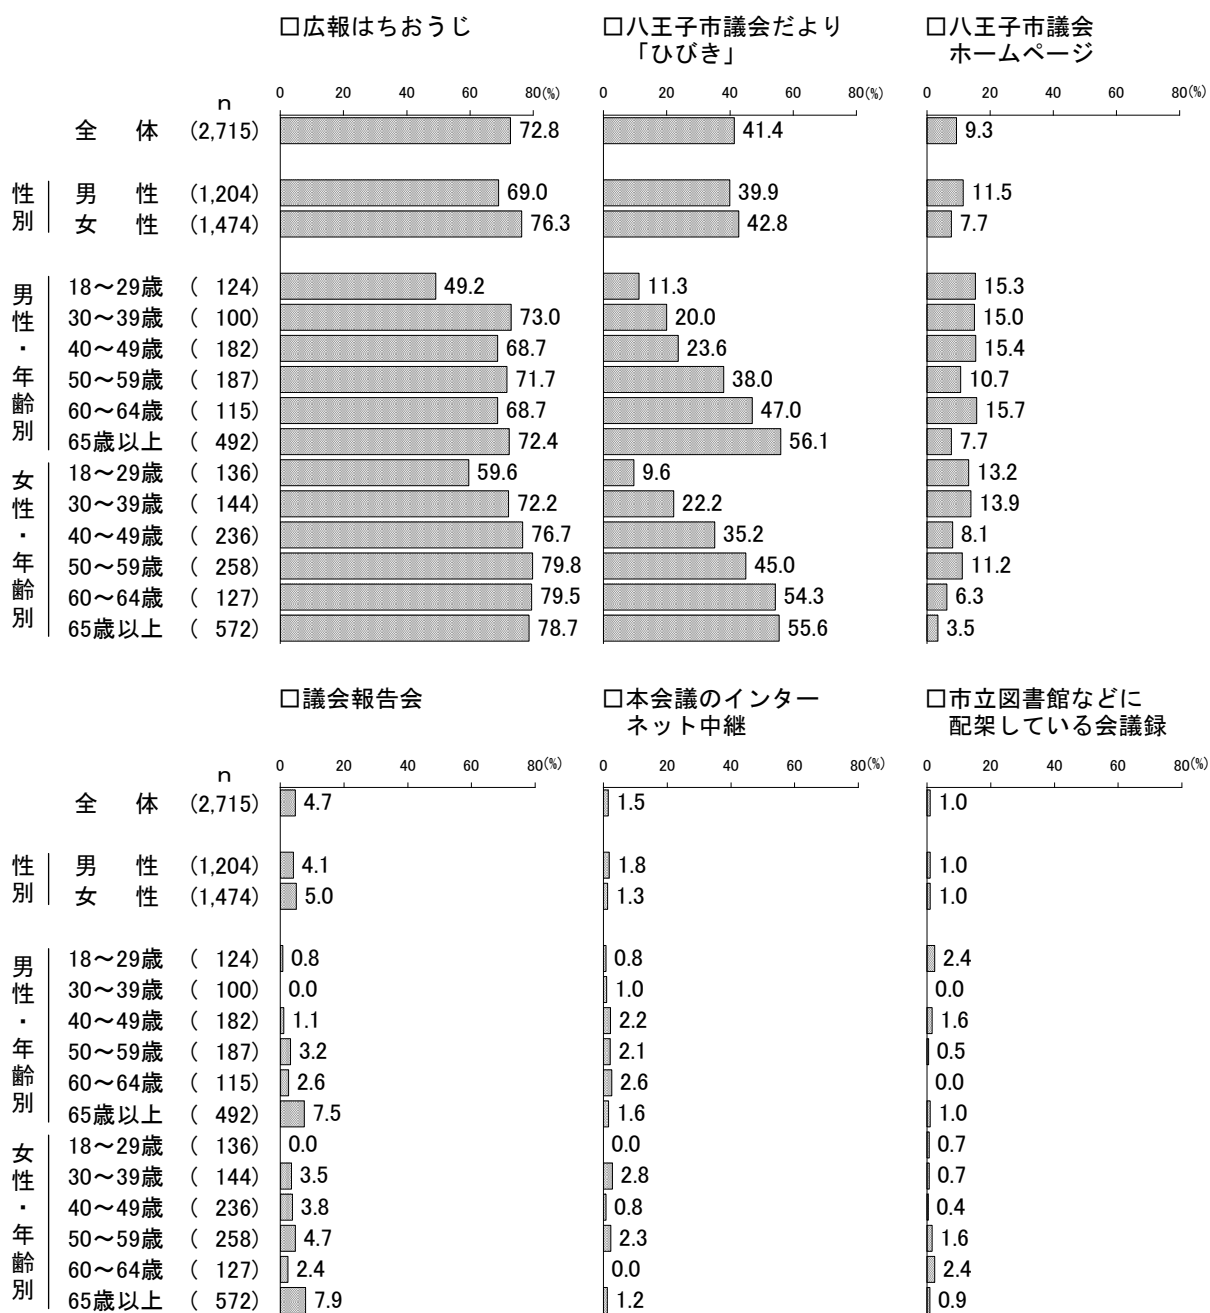 □広報はちおうじ □八王子市議会だより □八王子市議会
「ひびき」 ホームページ
n 0 20 40 60 80(%) 0 20 40 60 80(%) 0 20 40 60 80(%)
全 体 (2,715) 72.8 41.4 9.3
性別
男 性 (1,204) 69.0 39.9 11.5
女 性 (1,474) 76.3 42.8 7.7
男性・年齢別
18～29歳 ( 124) 49.2 11.3 15.3
30～39歳 ( 100) 73.0 20.0 15.0
40～49歳 ( 182) 68.7 23.6 15.4
50～59歳 ( 187) 71.7 38.0 10.7
60～64歳 ( 115) 68.7 47.0 15.7
65歳以上 ( 492) 72.4 56.1 7.7
女性・年齢別
18～29歳 ( 136) 59.6 9.6 13.2
30～39歳 ( 144) 72.2 22.2 13.9
40～49歳 ( 236) 76.7 35.2 8.1
50～59歳 ( 258) 79.8 45.0 11.2
60～64歳 ( 127) 79.5 54.3 6.3
65歳以上 ( 572) 78.7 55.6 3.5
□議会報告会 □本会議のインター □市立図書館などに
ネット中継 配架している会議録
n 0 20 40 60 80(%) 0 20 40 60 80(%) 0 20 40 60 80(%)
全 体 (2,715) 4.7 1.5 1.0
性別
男 性 (1,204) 4.1 1.8 1.0
女 性 (1,474) 5.0 1.3 1.0
男性・年齢別
18～29歳 ( 124) 0.8 0.8 2.4
30～39歳 ( 100) 0.0 1.0 0.0
40～49歳 ( 182) 1.1 2.2 1.6
50～59歳 ( 187) 3.2 2.1 0.5
60～64歳 ( 115) 2.6 2.6 0.0
65歳以上 ( 492) 7.5 1.6 1.0
女性・年齢別
18～29歳 ( 136) 0.0 0.0 0.7
30～39歳 ( 144) 3.5 2.8 0.7
40～49歳 ( 236) 3.8 0.8 0.4
50～59歳 ( 258) 4.7 2.3 1.6
60～64歳 ( 127) 2.4 0.0 2.4
65歳以上 ( 572) 7.9 1.2 0.9